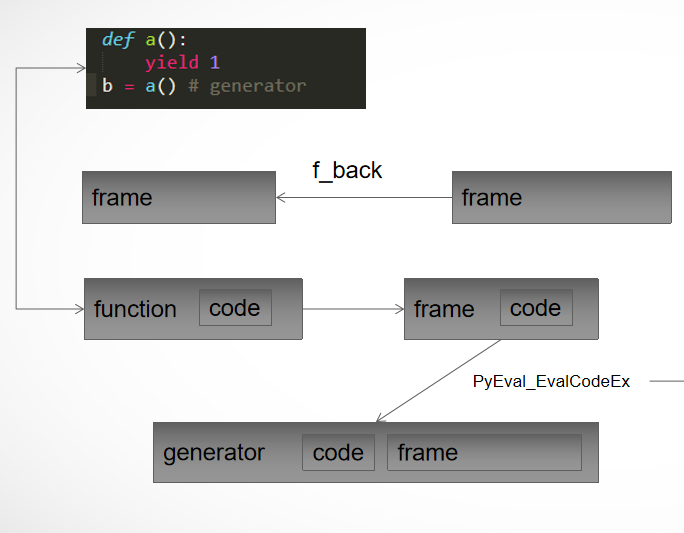 def a():
    yield 1
b = a() # generator
f_back
frame
frame
function code
frame code
PyEval_EvalCodeEx
generator code frame